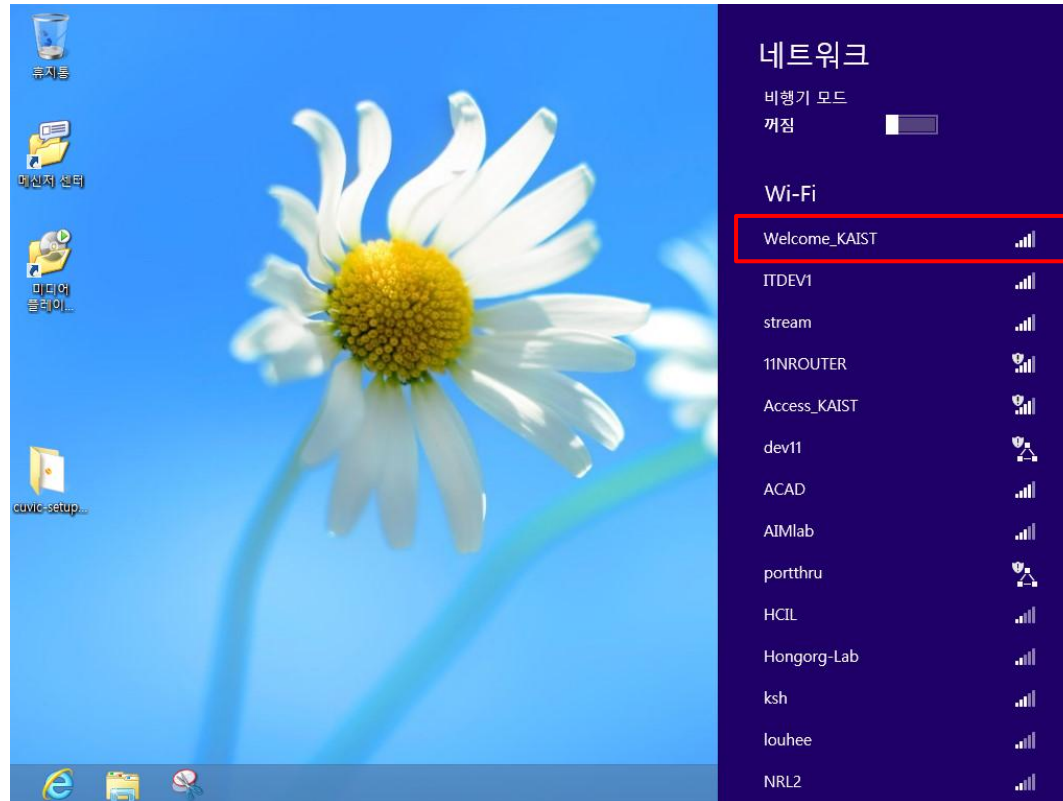 휴지통
메신저 센터
미디어
플레이...
cuvic-setup...
네트워크
비행기 모드
꺼짐
Wi-Fi
Welcome_KAIST
ITDEV1
stream
11NROUTER
Access_KAIST
dev11
ACAD
AIMlab
portthru
HCIL
Hongorg-Lab
ksh
louhee
NRL2